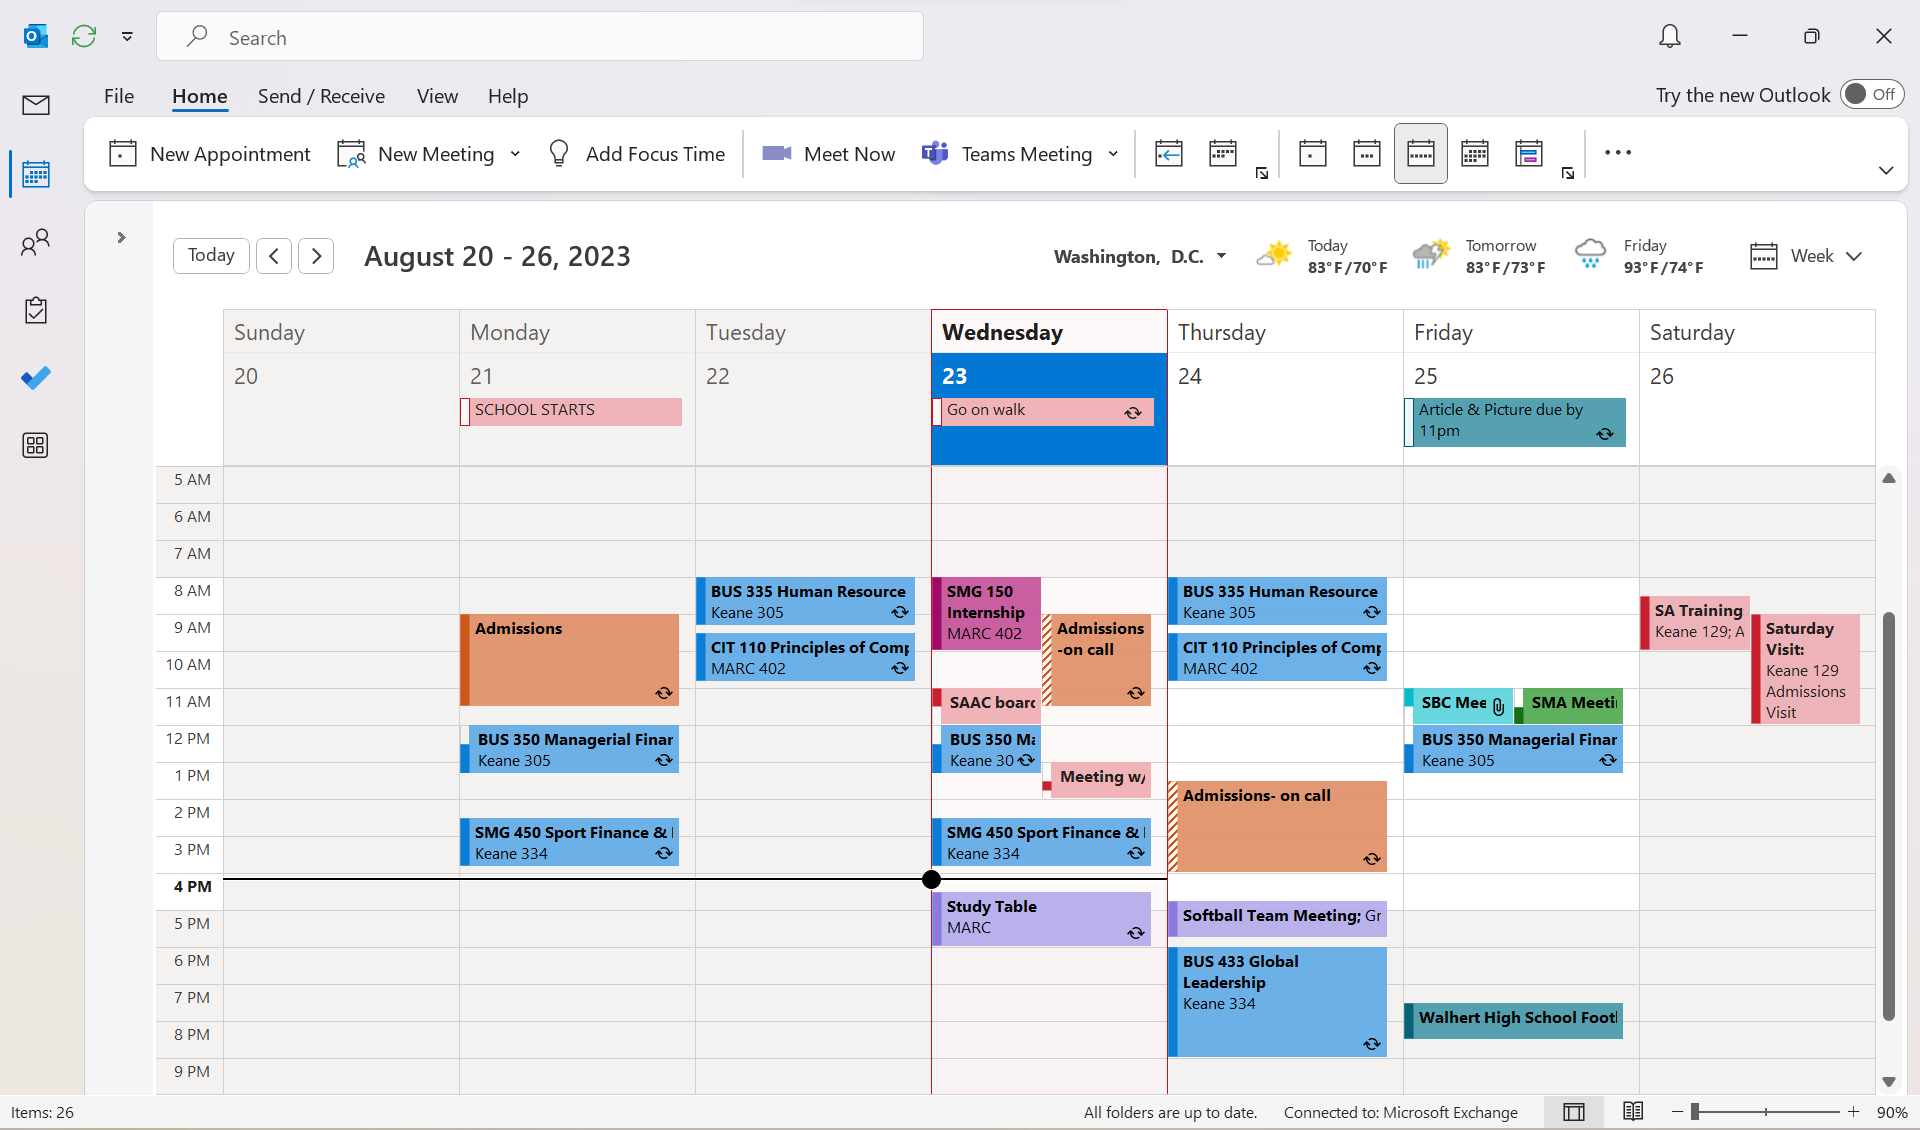 Search
File Home Send / Receive View Help
Try the new Outlook Off
New Appointment New Meeting Add Focus Time Meet Now Teams Meeting
Today August 20 - 26, 2023
Washington, D.C.
Today
83°F/70°F
Tomorrow
83°F/73°F
Friday
93°F/74°F
Week
Sunday Monday Tuesday Wednesday Thursday Friday Saturday
20 21 22 23 24 25 26
SCHOOL STARTS
Go on walk
Article & Picture due by
11pm
5 AM
6 AM
7 AM
8 AM
9 AM
10 AM
11 AM
12 PM
1 PM
2 PM
3 PM
4 PM
5 PM
6 PM
7 PM
8 PM
9 PM
Admissions
BUS 350 Managerial Finar
Keane 305
SMG 450 Sport Finance &
Keane 334
BUS 335 Human Resource
Keane 305
CIT 110 Principles of Comp
MARC 402
SMG 150
Internship
MARC 402
Admissions
-on call
SAAC board
BUS 350 Ma
Keane 30
Meeting w/
SMG 450 Sport Finance &
Keane 334
Study Table
MARC
BUS 335 Human Resource
Keane 305
CIT 110 Principles of Comp
MARC 402
Admissions- on call
Softball Team Meeting; Gr
BUS 433 Global
Leadership
Keane 334
SBC Mee
SMA Meeti
BUS 350 Managerial Finar
Keane 305
Walhert High School Foot
SA Training
Keane 129; A
Saturday
Visit:
Keane 129
Admissions
Visit
Items: 26 All folders are up to date. Connected to: Microsoft Exchange 90%